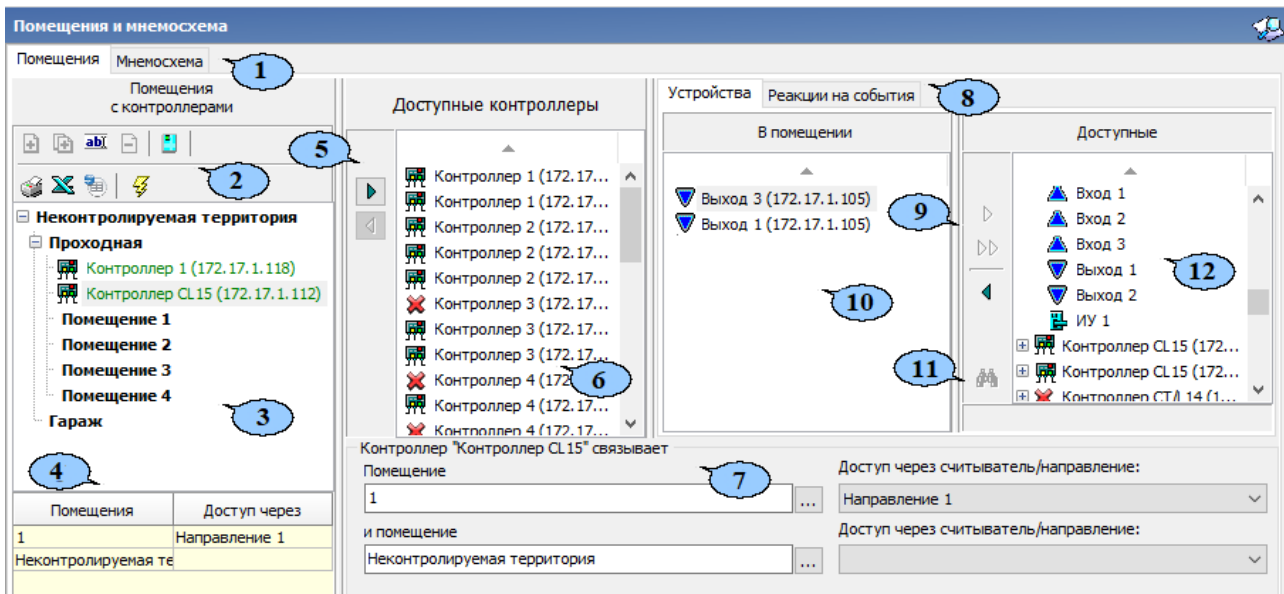 Помещения и мнемосхема
Помещения Мнемосхема
1
Помещения
с контроллерами
abI
2
Неконтролируемая территория
Проходная
Контроллер 1 (172.17.1.118)
Контроллер CL15 (172.17.1.112)
Помещение 1
Помещение 2
Помещение 3
Помещение 4
Гараж
3
4
Помещения Доступ через
1 Направление 1
Неконтролируемая те
5
Доступные контроллеры
Контроллер 1 (172.17...
Контроллер 1 (172.17...
Контроллер 2 (172.17...
Контроллер 2 (172.17...
Контроллер 2 (172.17...
Контроллер 3 (172.17...
Контроллер 3 (172.17...
Контроллер 3 (172.17...
Контроллер 4 (172
Контроллер 4 (172.17...
Контроллер 4 (172.17...
6
Устройства Реакции на события
8
В помещении
Выход 3 (172.17.1.105)
Выход 1 (172.17.1.105)
9
10
11
Доступные
Вход 1
Вход 2
Вход 3
Выход 1
Выход 2
ИУ 1
Контроллер CL15 (172...
Контроллер CL15 (172...
Контроллер CT/L14 (1...
12
Контроллер "Контроллер CL15" связывает
7
Помещение Доступ через считыватель/направление:
1 ... Направление 1
и помещение Доступ через считыватель/направление:
Неконтролируемая территория ...